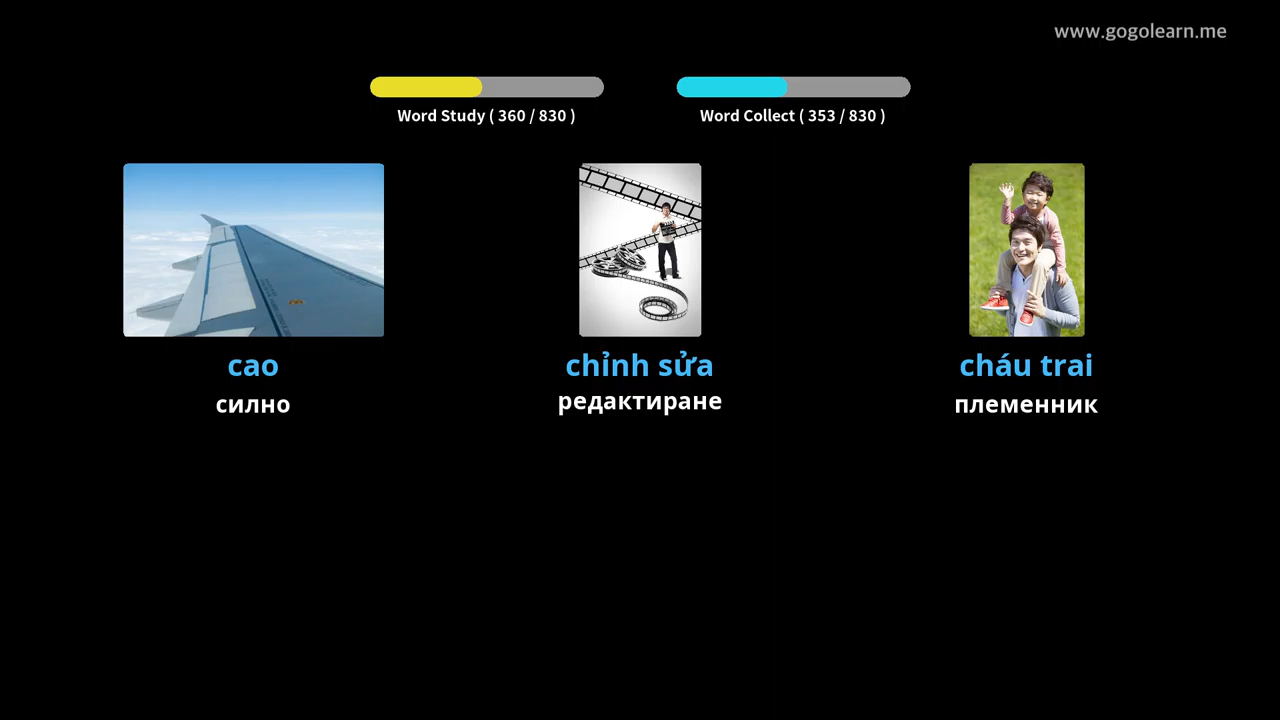 www.gogolearn.me
Word Study ( 360 / 830 )
Word Collect ( 353 / 830 )
cao
силно
chỉnh sửa
редактиране
cháu trai
племенник